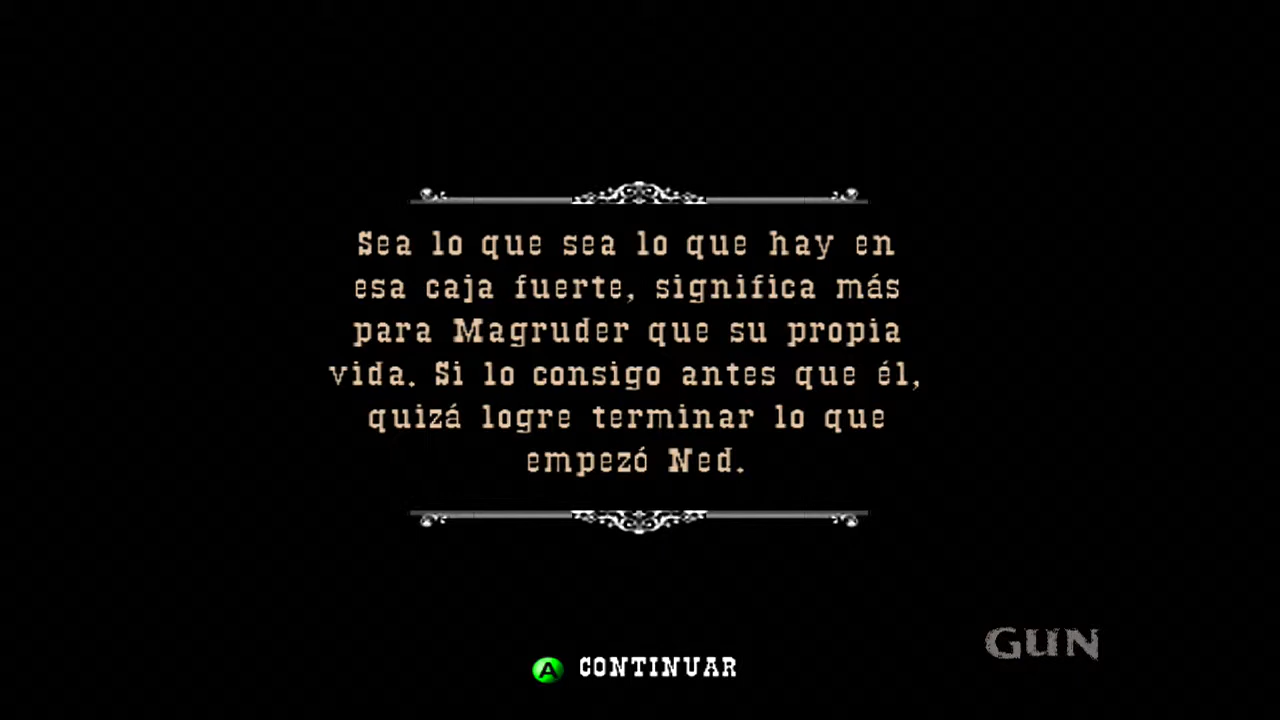 Sea lo que sea lo que hay en
esa caja fuerte, significa más
para Magruder que su propia
vida. Si lo consigo antes que él,
quizá logre terminar lo que
empezó Ned.
GUN
A CONTINUAR